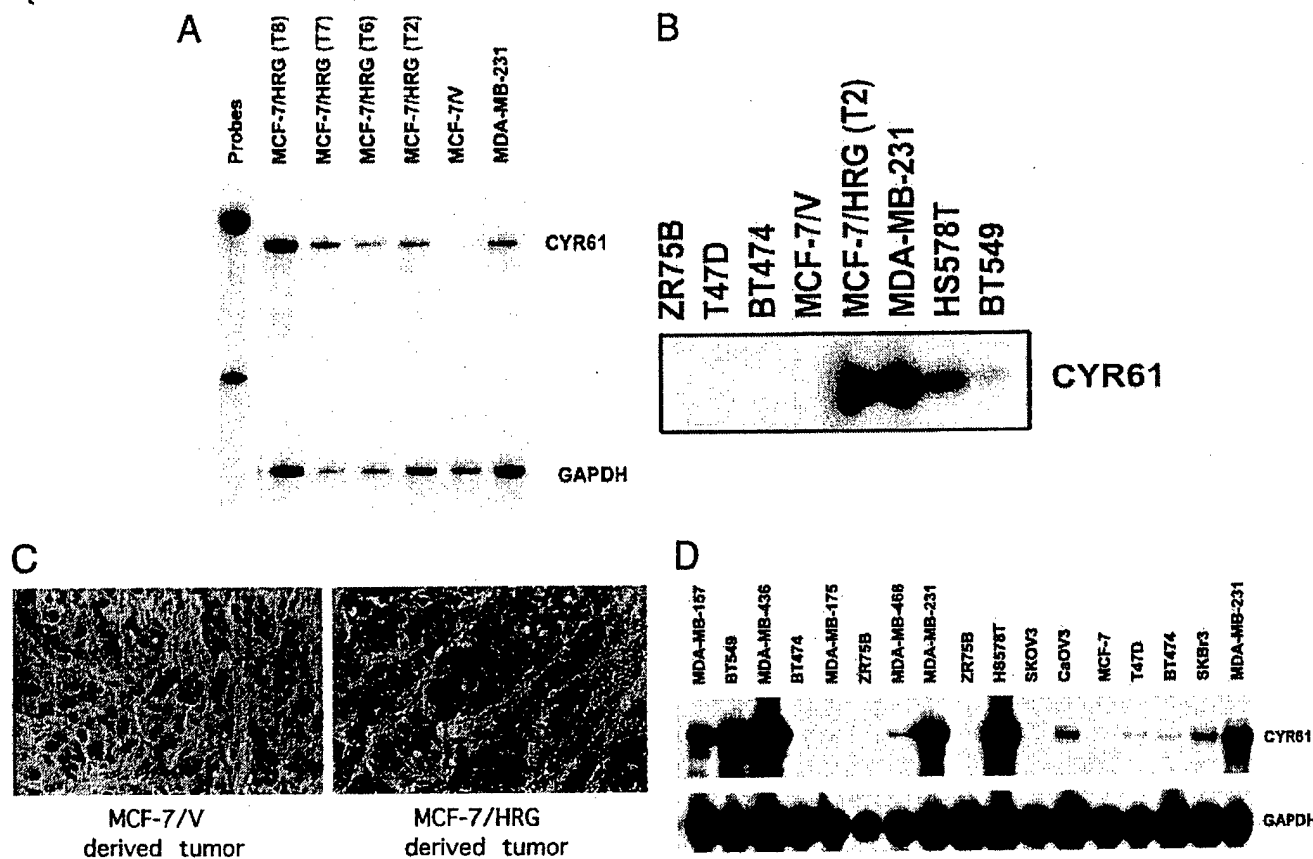 A
Probes
MCF-7/HRG (T8)
MCF-7/HRG (T7)
MCF-7/HRG (T6)
MCF-7/HRG (T2)
MCF-7/V
MDA-MB-231
CYR61
GAPDH
B
ZR75B
T47D
BT474
MCF-7/V
MCF-7/HRG (T2)
MDA-MB-231
HS578T
BT549
CYR61
C
MCF-7/V
derived tumor
MCF-7/HRG
derived tumor
D
MDA-MB-157
BT549
MDA-MB-436
BT474
MDA-MB-175
ZR75B
MDA-MB-468
MDA-MB-231
ZR75B
HS578T
SKOV3
CaOV3
MCF-7
T47D
BT474
SKBr3
MDA-MB-231
CYR61
GAPDH